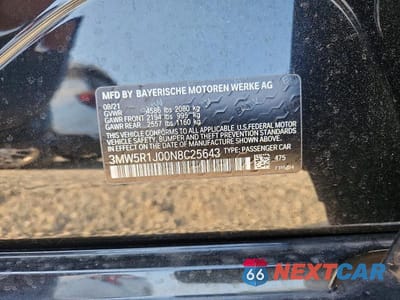 MFD BY BAYERISCHE MOTOREN WERKE AG
08/21
GVWR 4586 lbs 2080 kg
GAWR FRONT 2194 lbs 995 kg
GAWR REAR 2557 lbs 1160 kg
THIS VEHICLE CONFORMS TO ALL APPLICABLE U.S. FEDERAL MOTOR
VEHICLE SAFETY, BUMPER, AND THEFT PREVENTION STANDARDS
IN EFFECT ON THE DATE OF MANUFACTURE SHOWN ABOVE.
3MW5R1J00N8C25643 TYPE: PASSENGER CAR
475
66 NEXTCAR